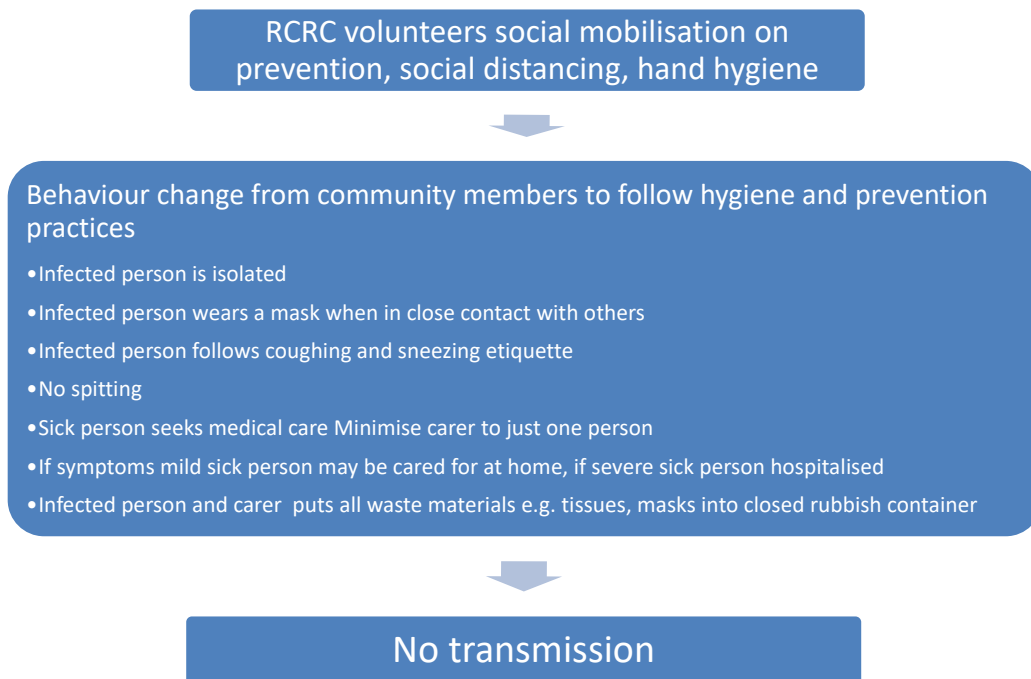 RCRC volunteers social mobilisation on
prevention, social distancing, hand hygiene
Behaviour change from community members to follow hygiene and prevention
practices
•Infected person is isolated
•Infected person wears a mask when in close contact with others
•Infected person follows coughing and sneezing etiquette
•No spitting
•Sick person seeks medical care Minimise carer to just one person
•If symptoms mild sick person may be cared for at home, if severe sick person hospitalised
•Infected person and carer  puts all waste materials e.g. tissues, masks into closed rubbish container
No transmission